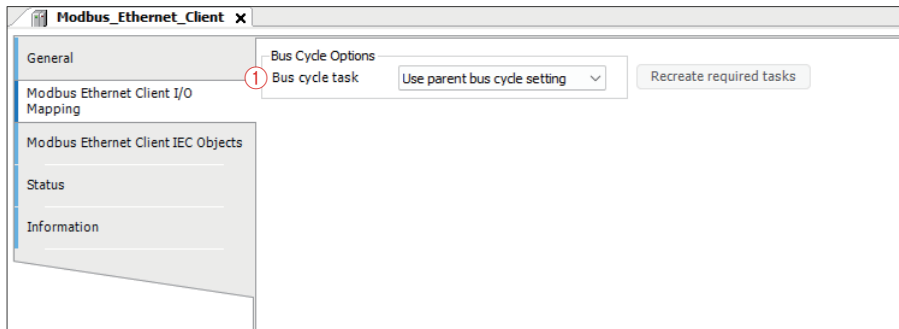 Modbus_Ethernet_Client X
General
Modbus Ethernet Client I/O
Mapping
Modbus Ethernet Client IEC Objects
Status
Information
Bus Cycle Options
① Bus cycle task Use parent bus cycle setting Recreate required tasks